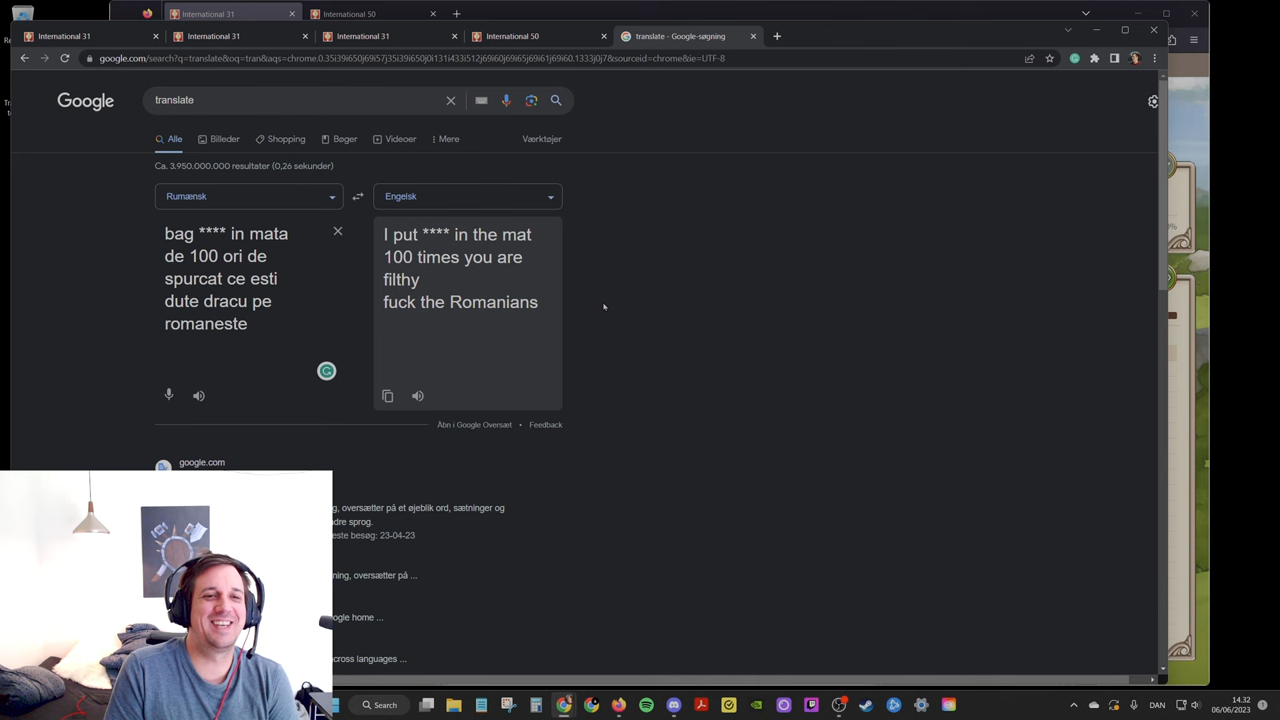 International 31
International 50
International 31
International 31
International 31
International 50
translate - Google-søgning
google.com/search?q=translate&oq=tran&aqs=chrome.0.35i39i650j69i57j35i39i650j0i131i433i512j69i60j69i65j69i61j69i60.1333j0j7&sourceid=chrome&ie=UTF-8
Google
translate
Alle
Billeder
Shopping
Bøger
Videoer
Mere
Værktøjer
Ca. 3.950.000.000 resultater (0,26 sekunder)
Rumænsk
Engelsk
bag **** in mata
de 100 ori de
spurcat ce esti
dute dracu pe
romaneste
I put **** in the mat
100 times you are
filthy
fuck the Romanians
Åbn i Google Oversæt • Feedback
google.com
, oversætter på et øjeblik ord, sætninger og
dre sprog.
este besøg: 23-04-23
ning, oversætter på ...
ogle home ...
cross languages ...
Search
DAN
14.32
06/06/2023